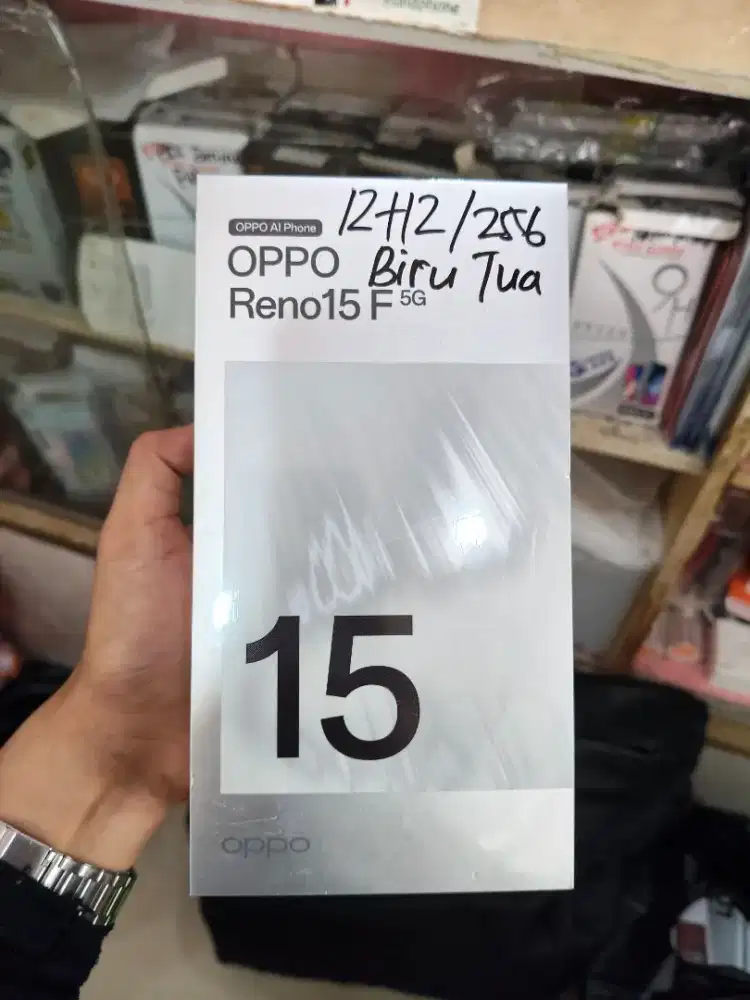 OPPO AI Phone
12+12/256
OPPO
Biru Tua
Reno15 F 5G
15
oppo